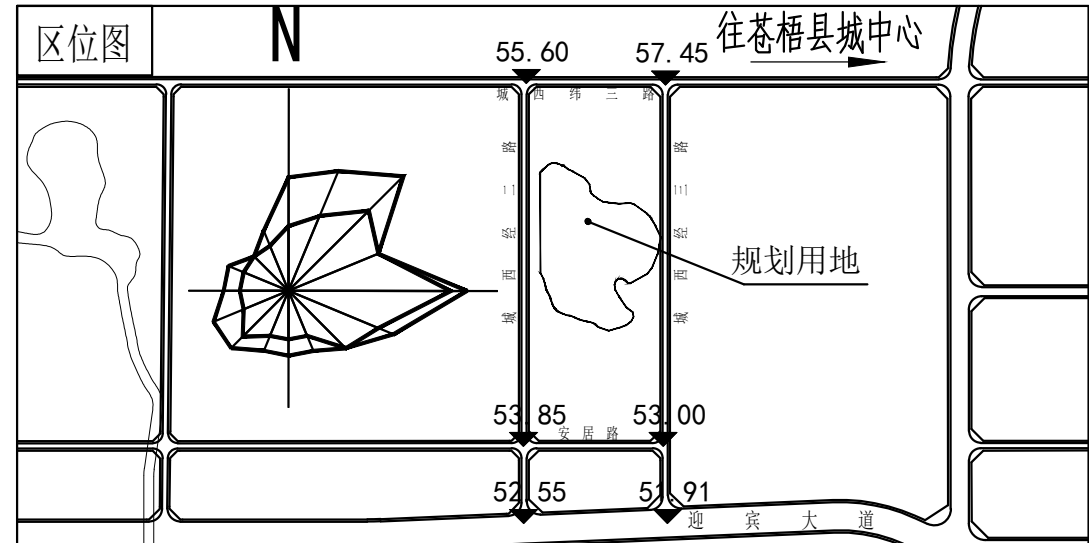 区位图
N
往苍梧县城中心
55.60
57.45
城西纬三路
城西经二路
城西经三路
规划用地
53.85
53.00
安居路
52.55
51.91
迎宾大道